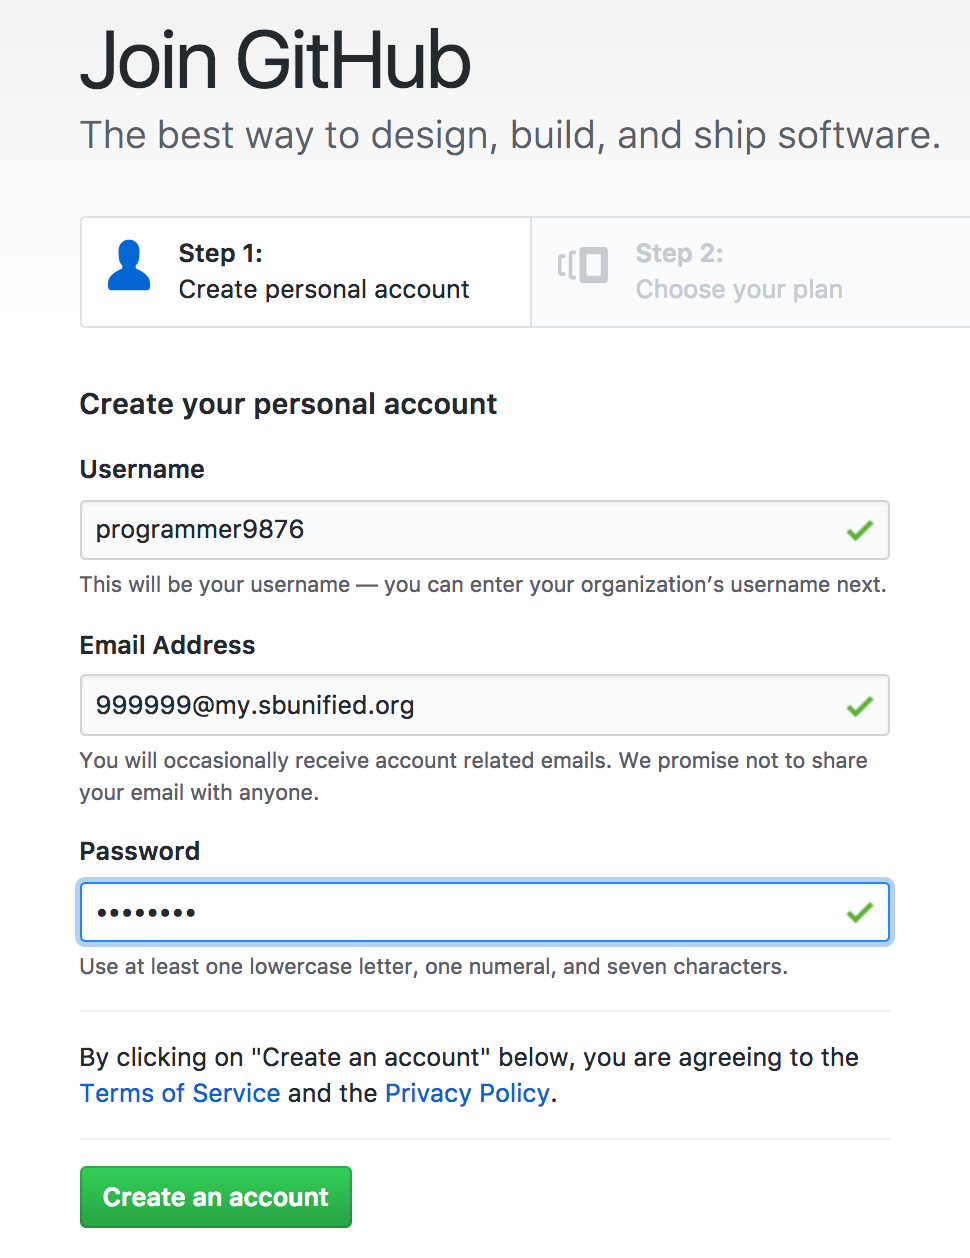 Join GitHub
The best way to design, build, and ship software.
Step 1:
Create personal account
Step 2:
Choose your plan
Create your personal account
Username
programmer9876
This will be your username — you can enter your organization’s username next.
Email Address
999999@my.sbunified.org
You will occasionally receive account related emails. We promise not to share
your email with anyone.
Password
••••••••
Use at least one lowercase letter, one numeral, and seven characters.
By clicking on "Create an account" below, you are agreeing to the
Terms of Service and the Privacy Policy.
Create an account